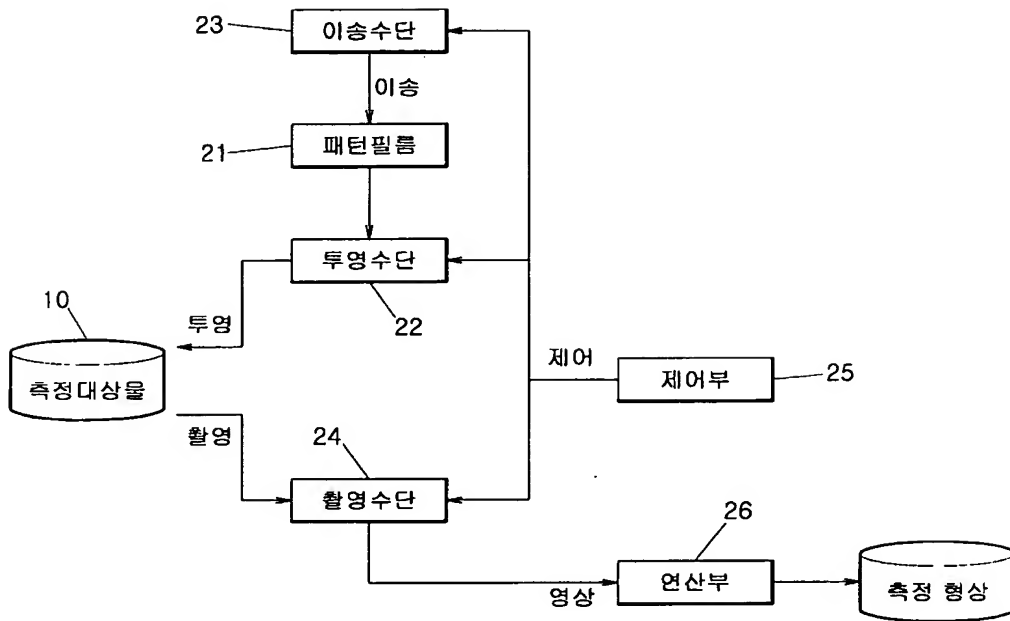 23
이송수단
이송
21
패턴필름
투영수단
10
투영
22
측정대상물
제어
제어부
25
촬영
24
촬영수단
26
영상
연산부
측정 형상